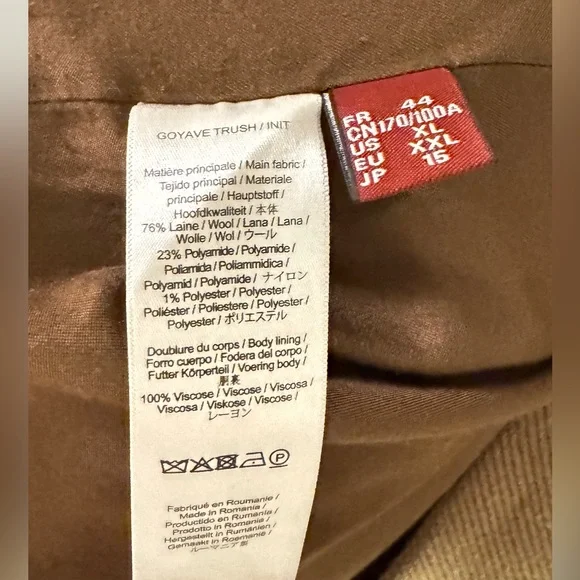 GOYAVE TRUSH / INIT
Matière principale / Main fabric /
Tejido principal / Materiale
principale / Hauptstoff /
Hoofdkwaliteit / 本体
76% Laine / Wool / Lana / Lana /
Wolle / Wol / ウール
23% Polyamide / Polyamide /
Poliamida / Poliammidica /
Polyamid / Polyamide / ナイロン
1% Polyester / Polyester /
Poliéster / Poliestere / Polyester /
Polyester / ポリエステル
Doublure du corps / Body lining /
Forro cuerpo / Fodera del corpo /
Futter Körperteil / Voering body /
胴裏
100% Viscose / Viscose / Viscosa /
Viscosa / Viskose / Viscose /
レーヨン
P
Fabriqué en Roumanie /
Made in Romania /
Producido en Rumanía /
Prodotto in Romania /
Hergestellt in Rumänien /
Gemaakt in Roemanie /
ルーマニア製
FR 44
CN 170/100A
US XL
EU XXL
JP 15